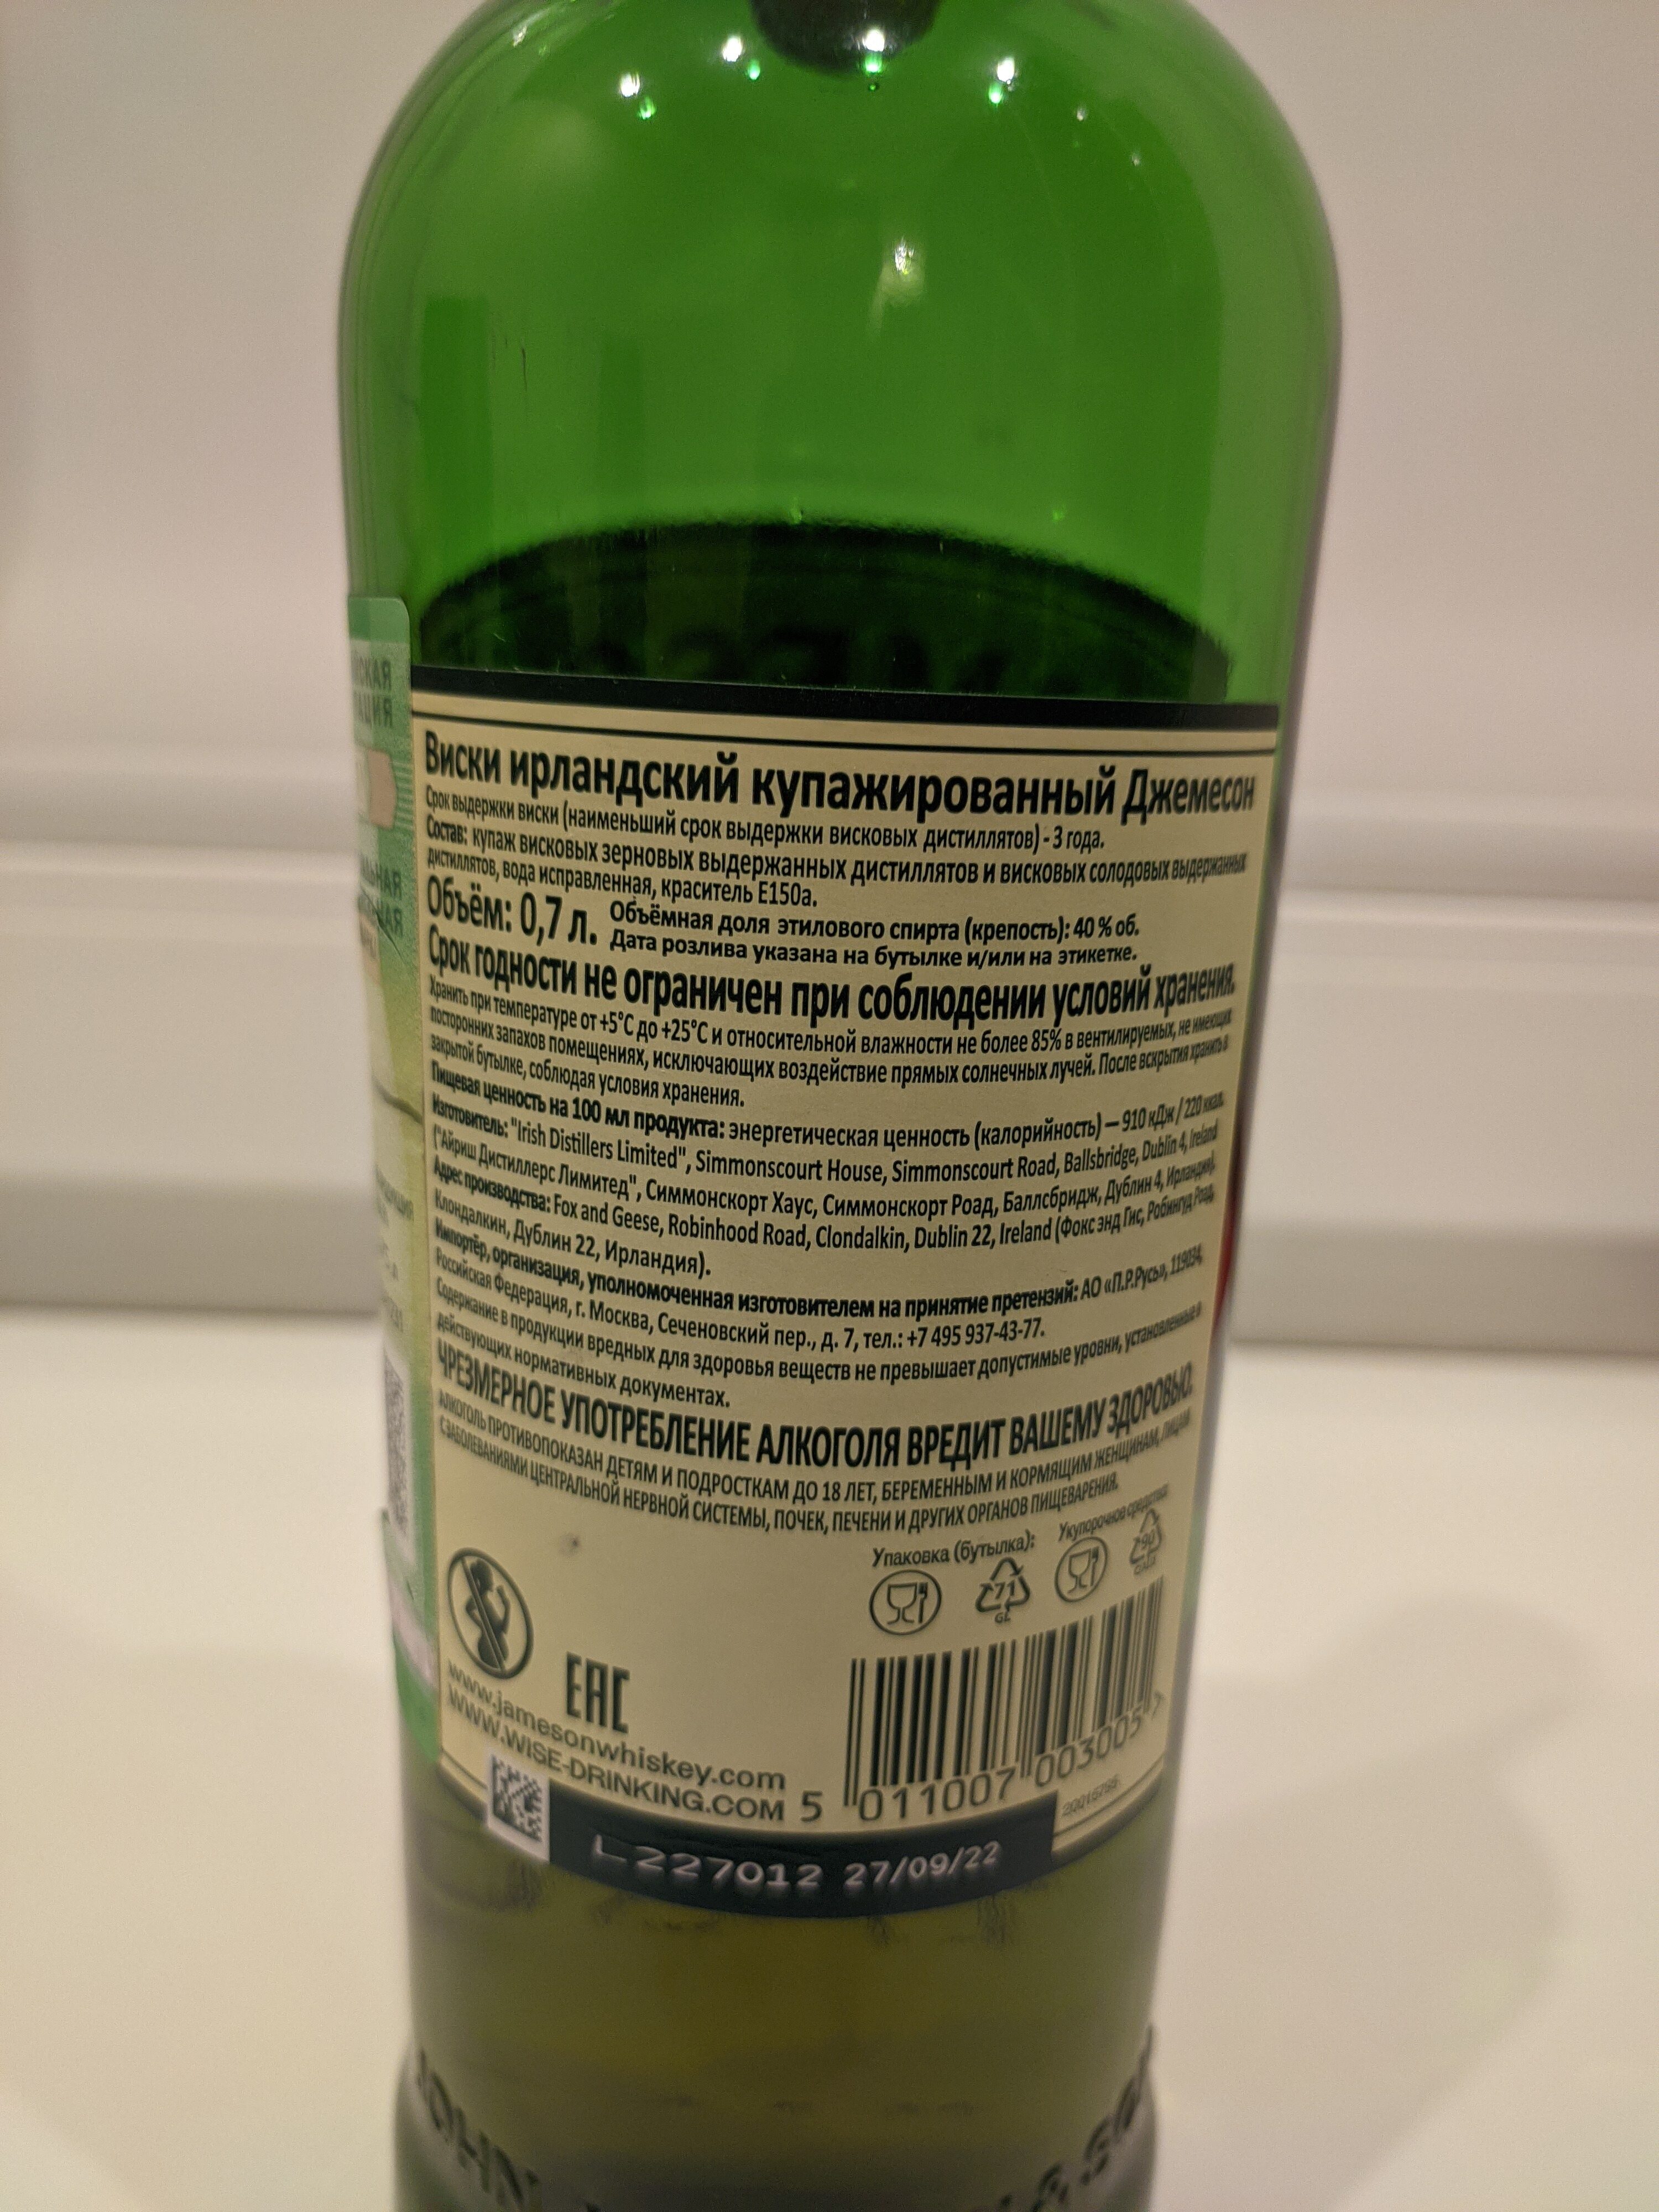 Виски ирландский купажированный Джемесон
Срок выдержки виски (наименьший срок выдержки висковых дистиллятов) - 3 года.
Состав: купаж висковых зерновых выдержанных дистиллятов и висковых солодовых выдержанных
дистиллятов, вода исправленная, краситель Е150а.
Объём: 0,7 л.
Объёмная доля этилового спирта (крепость): 40 % об.
Дата розлива указана на бутылке и/или на этикетке.
Срок годности не ограничен при соблюдении условий хранения.
Хранить при температуре от +5°С до +25°С и относительной влажности не более 85% в вентилируемых, не имеющих
посторонних запахов помещениях, исключающих воздействие прямых солнечных лучей. После вскрытия хранить в
закрытой бутылке, соблюдая условия хранения.
Пищевая ценность на 100 мл продукта: энергетическая ценность (калорийность) — 910 кДж / 220 ккал.
Изготовитель: "Irish Distillers Limited", Simmonscourt House, Simmonscourt Road, Ballsbridge, Dublin 4, Ireland
("Айриш Дистиллерс Лимитед", Симмонскорт Хаус, Симмонскорт Роад, Баллсбридж, Дублин 4, Ирландия).
Адрес производства: Fox and Geese, Robinhood Road, Clondalkin, Dublin 22, Ireland (Фокс энд Гис, Робингуд Роад,
Клондалкин, Дублин 22, Ирландия).
Импортёр, организация, уполномоченная изготовителем на принятие претензий: АО «П.Р.Русь», 119034,
Российская Федерация, г. Москва, Сеченовский пер., д. 7, тел.: +7 495 937-43-77.
Содержание в продукции вредных для здоровья веществ не превышает допустимые уровни, установленные в
действующих нормативных документах.
ЧРЕЗМЕРНОЕ УПОТРЕБЛЕНИЕ АЛКОГОЛЯ ВРЕДИТ ВАШЕМУ ЗДОРОВЬЮ.
АЛКОГОЛЬ ПРОТИВОПОКАЗАН ДЕТЯМ И ПОДРОСТКАМ ДО 18 ЛЕТ, БЕРЕМЕННЫМ И КОРМЯЩИМ ЖЕНЩИНАМ, ЛИЦАМ
С ЗАБОЛЕВАНИЯМИ ЦЕНТРАЛЬНОЙ НЕРВНОЙ СИСТЕМЫ, ПОЧЕК, ПЕЧЕНИ И ДРУГИХ ОРГАНОВ ПИЩЕВАРЕНИЯ.
Упаковка (бутылка):
Укупорочное средство:
71
GL
90
C/ALU
EAC
www.jamesonwhiskey.com
WWW.WISE-DRINKING.COM
5 011007 003005 7
L227012 27/09/22
JOHN
& SON